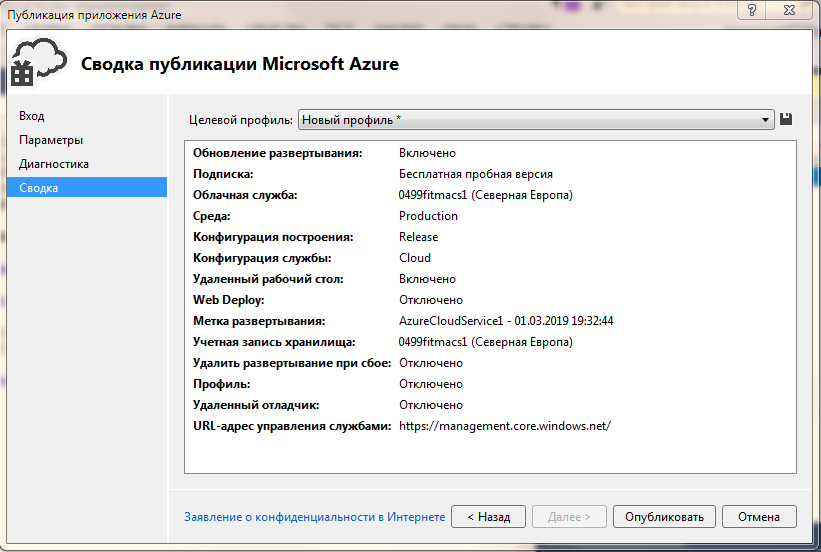 Публикация приложения Azure
Сводка публикации Microsoft Azure
Вход
Параметры
Диагностика
Сводка
Целевой профиль: Новый профиль *
Обновление развертывания: Включено
Подписка: Бесплатная пробная версия
Облачная служба: 0499fitmacs1 (Северная Европа)
Среда: Production
Конфигурация построения: Release
Конфигурация службы: Cloud
Удаленный рабочий стол: Включено
Web Deploy: Отключено
Метка развертывания: AzureCloudService1 - 01.03.2019 19:32:44
Учетная запись хранилища: 0499fitmacs1 (Северная Европа)
Удалить развертывание при сбое: Отключено
Профиль: Отключено
Удаленный отладчик: Отключено
URL-адрес управления службами: https://management.core.windows.net/
Заявление о конфиденциальности в Интернете < Назад Далее > Опубликовать Отмена